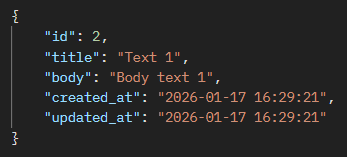 {
    "id": 2,
    "title": "Text 1",
    "body": "Body text 1",
    "created_at": "2026-01-17 16:29:21",
    "updated_at": "2026-01-17 16:29:21"
}